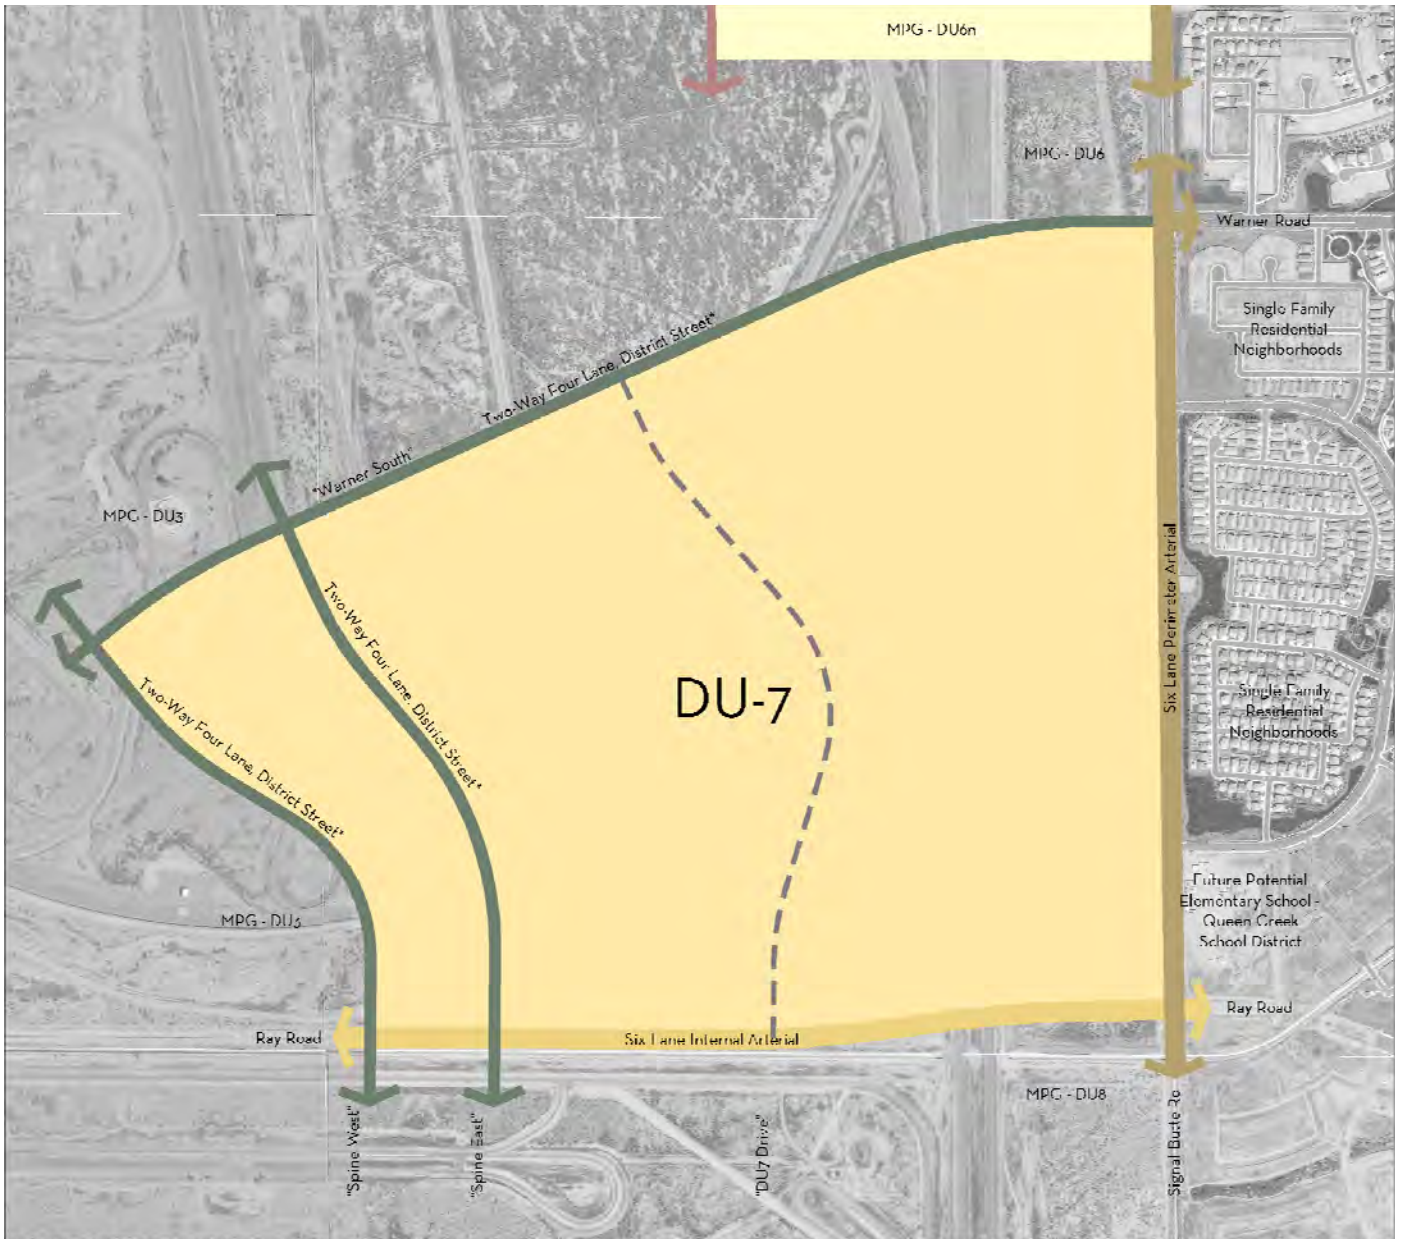 MPG - DU6n
MPG - DU6
Warner Road
Single Family
Residential
Neighborhoods
Two-Way Four Lane, District Street*
"Warner South"
MPG - DU3
Two-Way Four Lane, District Street*
Six Lane Perimeter Arterial
Two-Way Four Lane, District Street*
DU-7
Single Family
Residential
Neighborhoods
Future Potential
Elementary School -
Queen Creek
School District
MPG - DU3
Ray Road
Ray Road
Six Lane Internal Arterial
MPG - DU8
"Spine West"
"Spine East"
"DU7 Drive"
Signal Butte Rd